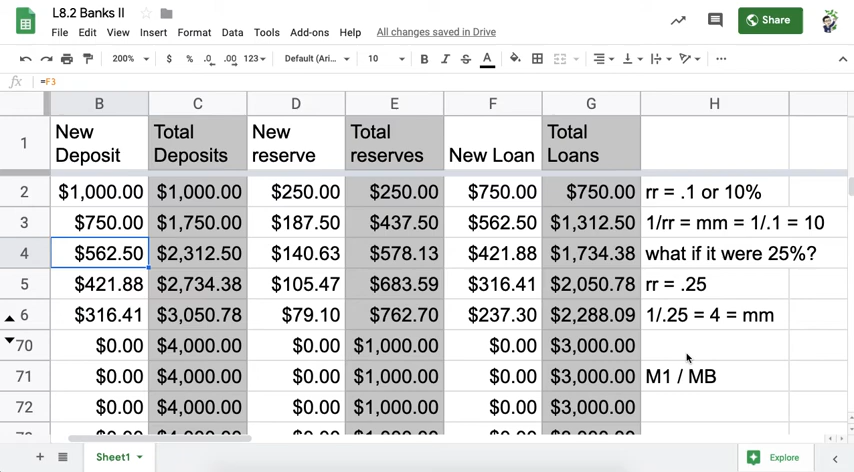 L8.2 Banks II
File Edit View Insert Format Data Tools Add-ons Help All changes saved in Drive
Share
200% $ % .0 .00 123 Default (Ari... 10 B I S A ...
fx =F3
B C D E F G H
1 New Deposit Total Deposits New reserve Total reserves New Loan Total Loans
2 $1,000.00 $1,000.00 $250.00 $250.00 $750.00 $750.00 rr = .1 or 10%
3 $750.00 $1,750.00 $187.50 $437.50 $562.50 $1,312.50 1/rr = mm = 1/.1 = 10
4 $562.50 $2,312.50 $140.63 $578.13 $421.88 $1,734.38 what if it were 25%?
5 $421.88 $2,734.38 $105.47 $683.59 $316.41 $2,050.78 rr = .25
6 $316.41 $3,050.78 $79.10 $762.70 $237.30 $2,288.09 1/.25 = 4 = mm
70 $0.00 $4,000.00 $0.00 $1,000.00 $0.00 $3,000.00
71 $0.00 $4,000.00 $0.00 $1,000.00 $0.00 $3,000.00 M1 / MB
72 $0.00 $4,000.00 $0.00 $1,000.00 $0.00 $3,000.00
+ Sheet1 Explore